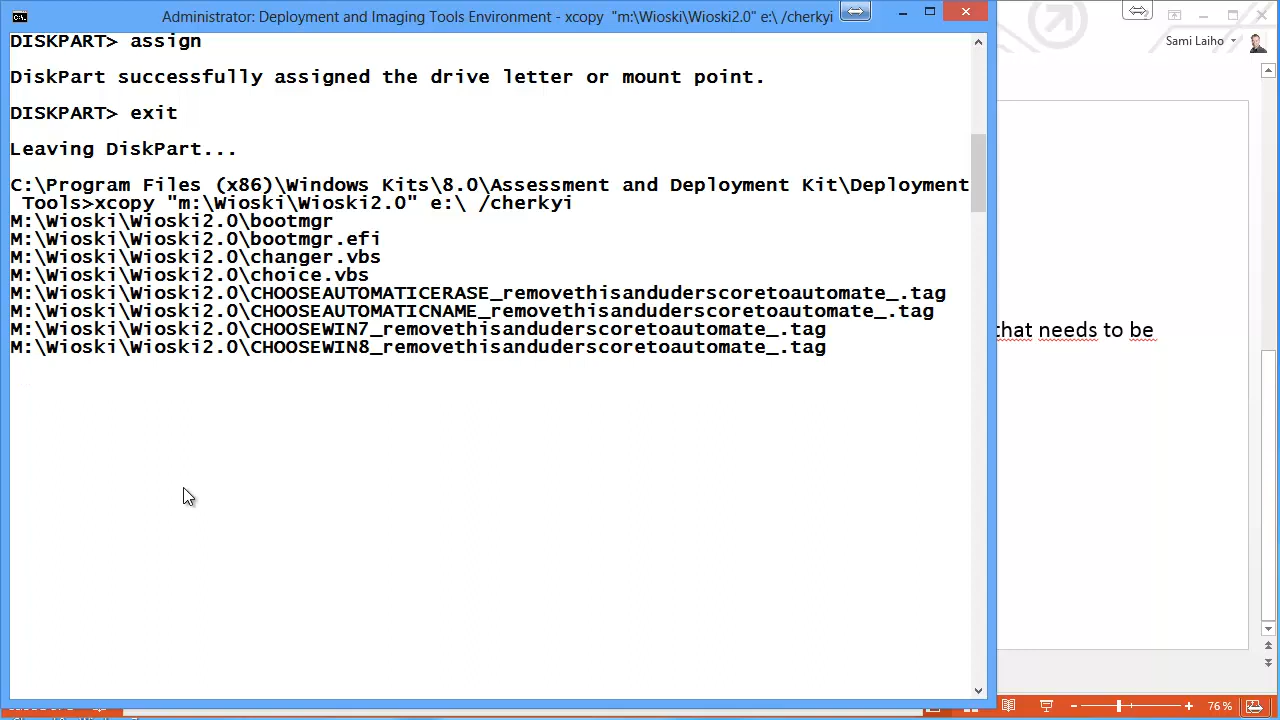 Administrator: Deployment and Imaging Tools Environment - xcopy "m:\Wioski\Wioski2.0" e:\ /cherkyi
DISKPART> assign
DiskPart successfully assigned the drive letter or mount point.
DISKPART> exit
Leaving DiskPart...
C:\Program Files (x86)\Windows Kits\8.0\Assessment and Deployment Kit\Deployment
Tools>xcopy "m:\Wioski\Wioski2.0" e:\ /cherkyi
M:\Wioski\Wioski2.0\bootmgr
M:\Wioski\Wioski2.0\bootmgr.efi
M:\Wioski\Wioski2.0\changer.vbs
M:\Wioski\Wioski2.0\choice.vbs
M:\Wioski\Wioski2.0\CHOOSEAUTOMATICERASE_removethisanduderscoretoautomate_.tag
M:\Wioski\Wioski2.0\CHOOSEAUTOMATICNAME_removethisanduderscoretoautomate_.tag
M:\Wioski\Wioski2.0\CHOOSEWIN7_removethisanduderscoretoautomate_.tag
M:\Wioski\Wioski2.0\CHOOSEWIN8_removethisanduderscoretoautomate_.tag
Sami Laiho
that needs to be
76 %